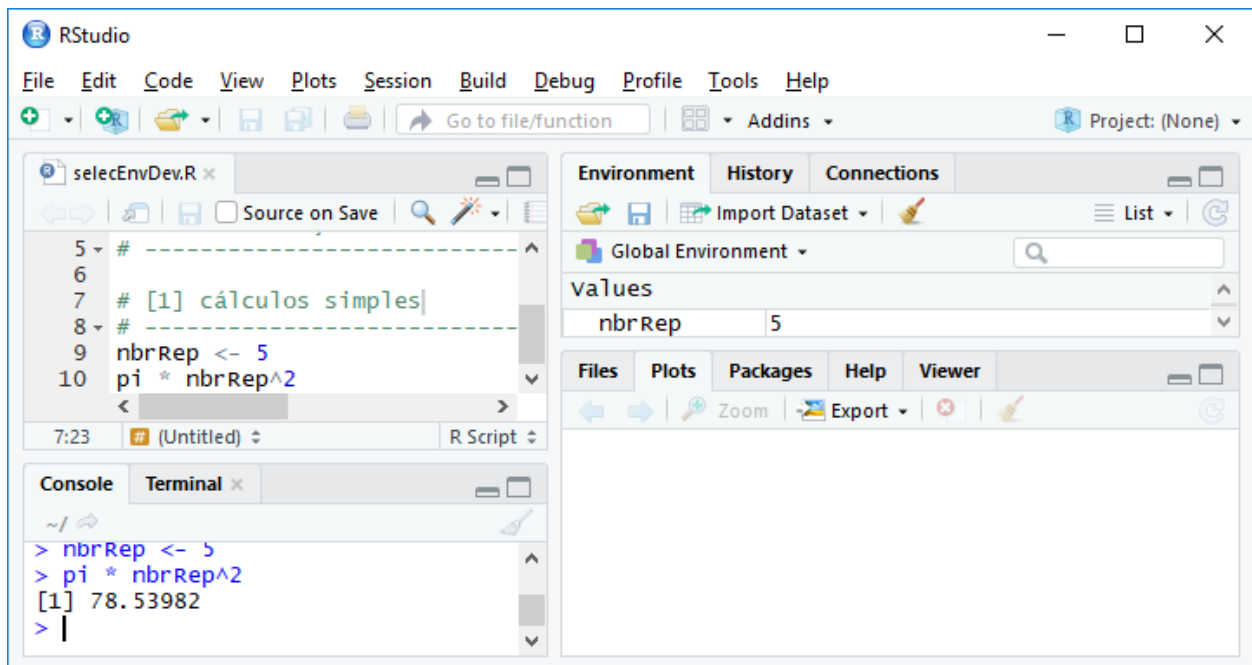 RStudio
File Edit Code View Plots Session Build Debug Profile Tools Help
Go to file/function Addins Project: (None)
selecEnvDev.R
Source on Save
5 # ----------------------------
6
7 # [1] cálculos simples
8 # ----------------------------
9 nbrRep <- 5
10 pi * nbrRep^2
7:23 (Untitled) R Script
Console Terminal
~/
> nbrRep <- 5
> pi * nbrRep^2
[1] 78.53982
>
Environment History Connections
Import Dataset List
Global Environment
Values
nbrRep 5
Files Plots Packages Help Viewer
Zoom Export